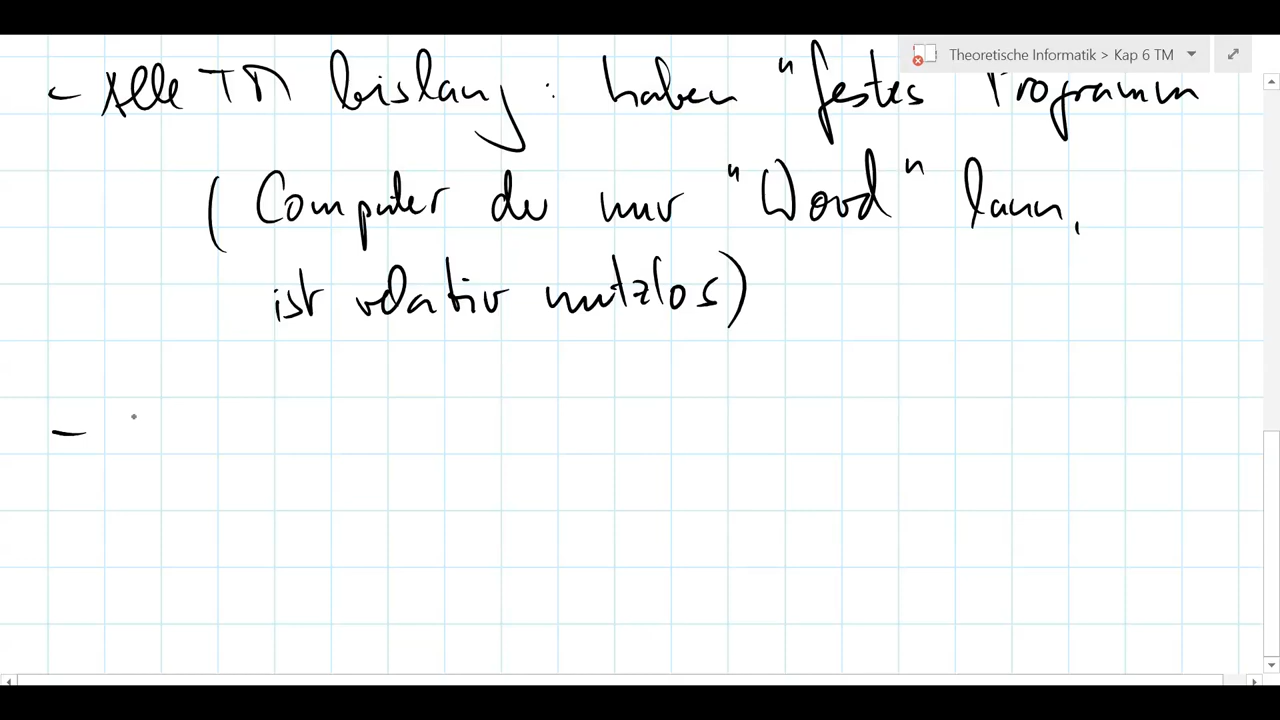 Theoretische Informatik > Kap 6 TM
- Alle TM bislang : haben "festes Programm
( Computer der nur "Word" kann,
ist relativ nutzlos)
-